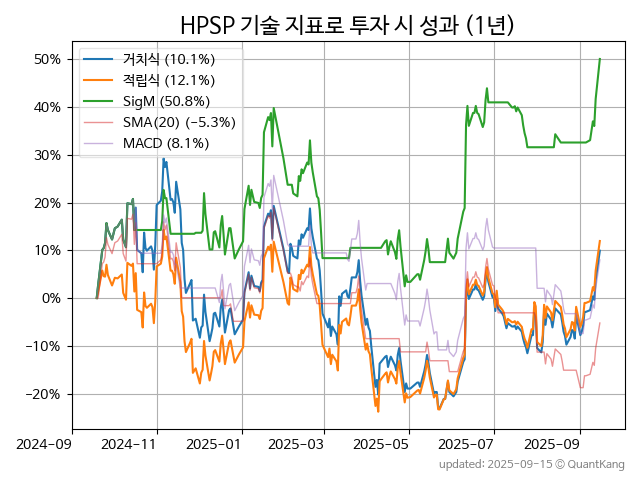 HPSP 기술 지표로 투자 시 성과 (1년)
거치식 (10.1%)
적립식 (12.1%)
SigM (50.8%)
SMA(20) (−5.3%)
MACD (8.1%)
50%
40%
30%
20%
10%
0%
−10%
−20%
2024-09 2024-11 2025-01 2025-03 2025-05 2025-07 2025-09
updated: 2025-09-15 © QuantKang